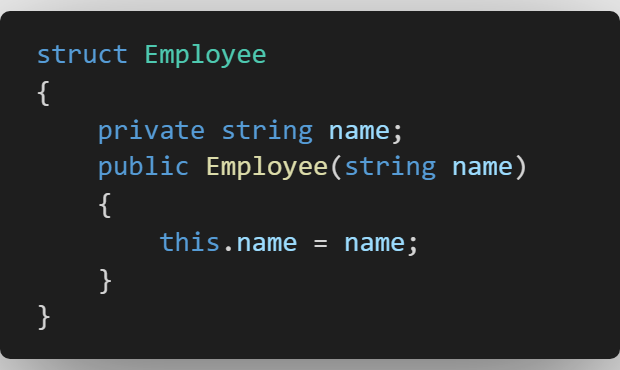 struct Employee
{
    private string name;
    public Employee(string name)
    {
        this.name = name;
    }
}